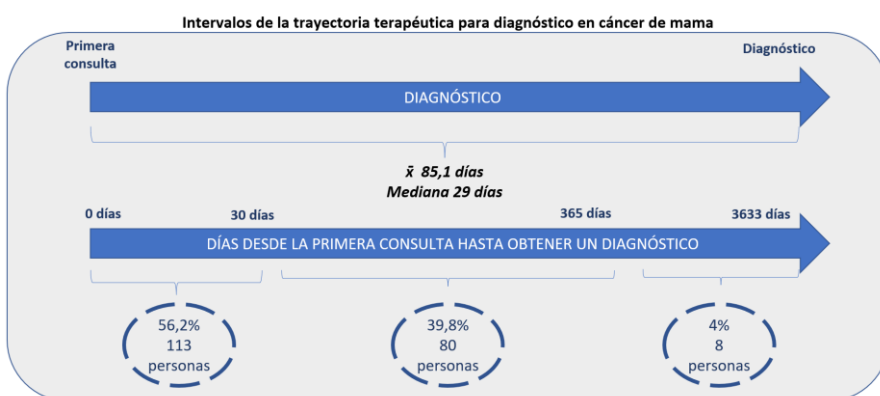 Intervalos de la trayectoria terapéutica para diagnóstico en cáncer de mama
Primera
consulta
Diagnóstico
DIAGNÓSTICO
x̄ 85,1 días
Mediana 29 días
0 días
30 días
365 días
3633 días
DÍAS DESDE LA PRIMERA CONSULTA HASTA OBTENER UN DIAGNÓSTICO
56,2%
113
personas
39,8%
80
personas
4%
8
personas